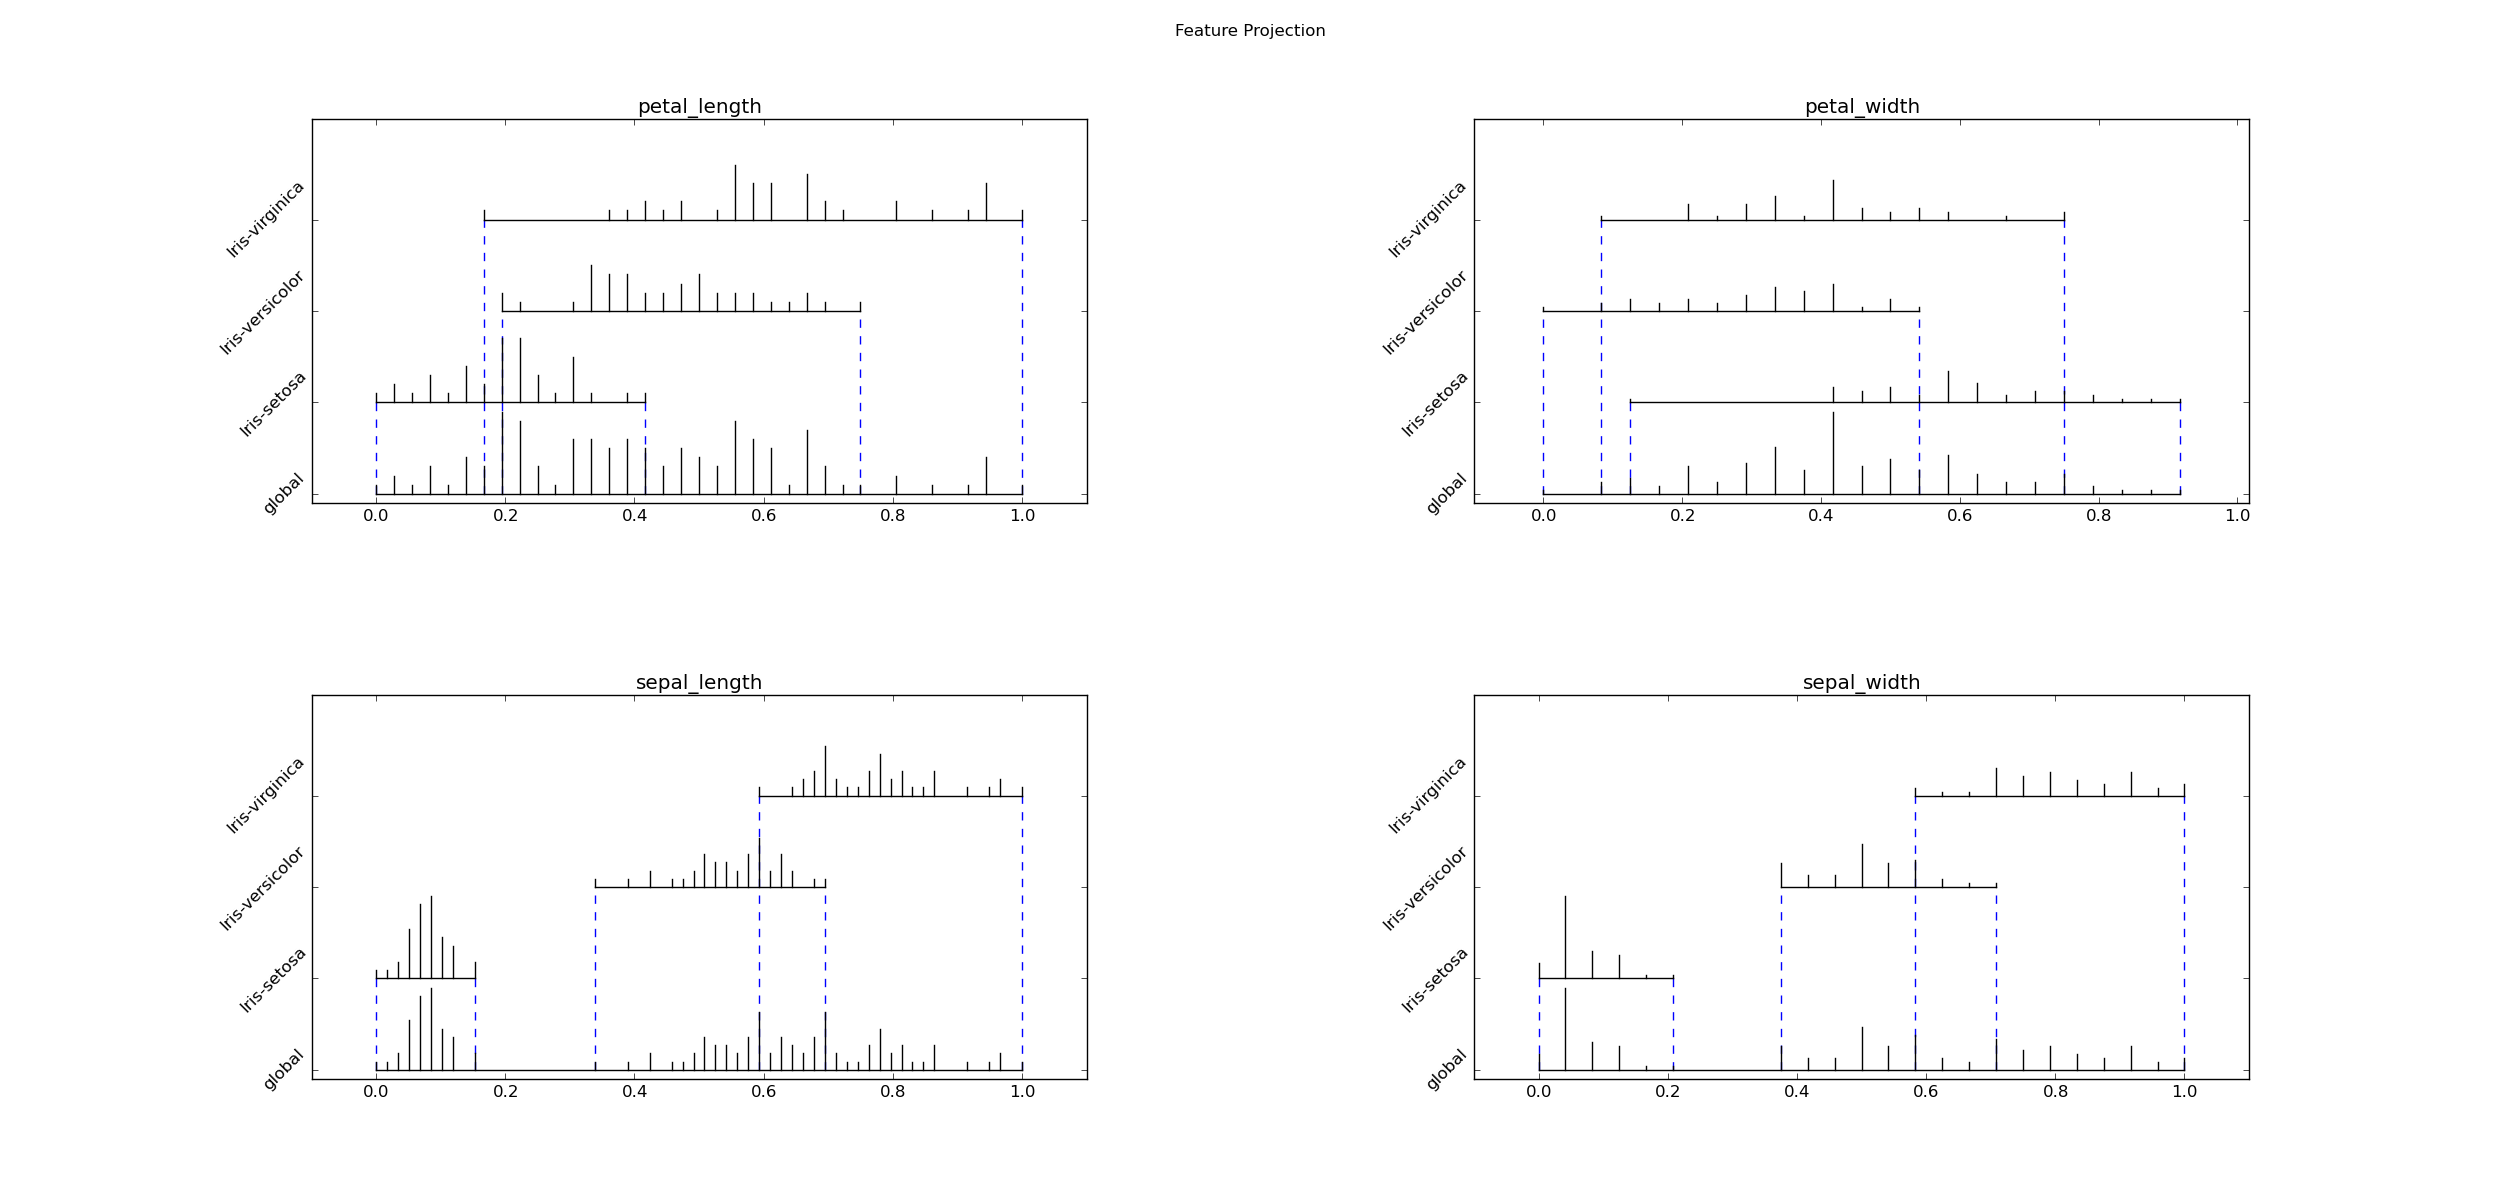 Feature Projection
petal_length
Iris-virginica
Iris-versicolor
Iris-setosa
global
0.0 0.2 0.4 0.6 0.8 1.0
petal_width
Iris-virginica
Iris-versicolor
Iris-setosa
global
0.0 0.2 0.4 0.6 0.8 1.0
sepal_length
Iris-virginica
Iris-versicolor
Iris-setosa
global
0.0 0.2 0.4 0.6 0.8 1.0
sepal_width
Iris-virginica
Iris-versicolor
Iris-setosa
global
0.0 0.2 0.4 0.6 0.8 1.0